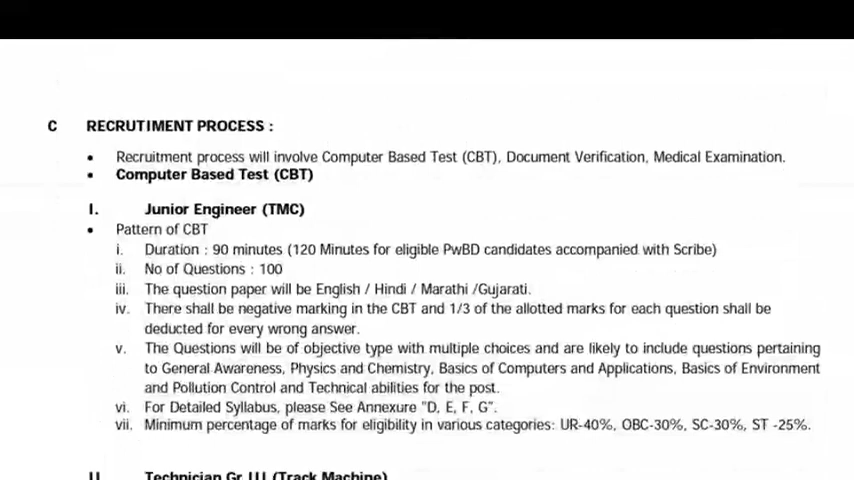 C RECRUTIMENT PROCESS :
• Recruitment process will involve Computer Based Test (CBT), Document Verification, Medical Examination.
• Computer Based Test (CBT)
I. Junior Engineer (TMC)
• Pattern of CBT
i. Duration : 90 minutes (120 Minutes for eligible PwBD candidates accompanied with Scribe)
ii. No of Questions : 100
iii. The question paper will be English / Hindi / Marathi /Gujarati.
iv. There shall be negative marking in the CBT and 1/3 of the allotted marks for each question shall be
deducted for every wrong answer.
v. The Questions will be of objective type with multiple choices and are likely to include questions pertaining
to General Awareness, Physics and Chemistry, Basics of Computers and Applications, Basics of Environment
and Pollution Control and Technical abilities for the post.
vi. For Detailed Syllabus, please See Annexure "D, E, F, G".
vii. Minimum percentage of marks for eligibility in various categories: UR-40%, OBC-30%, SC-30%, ST -25%.
II Technician Gr III (Track Machine)